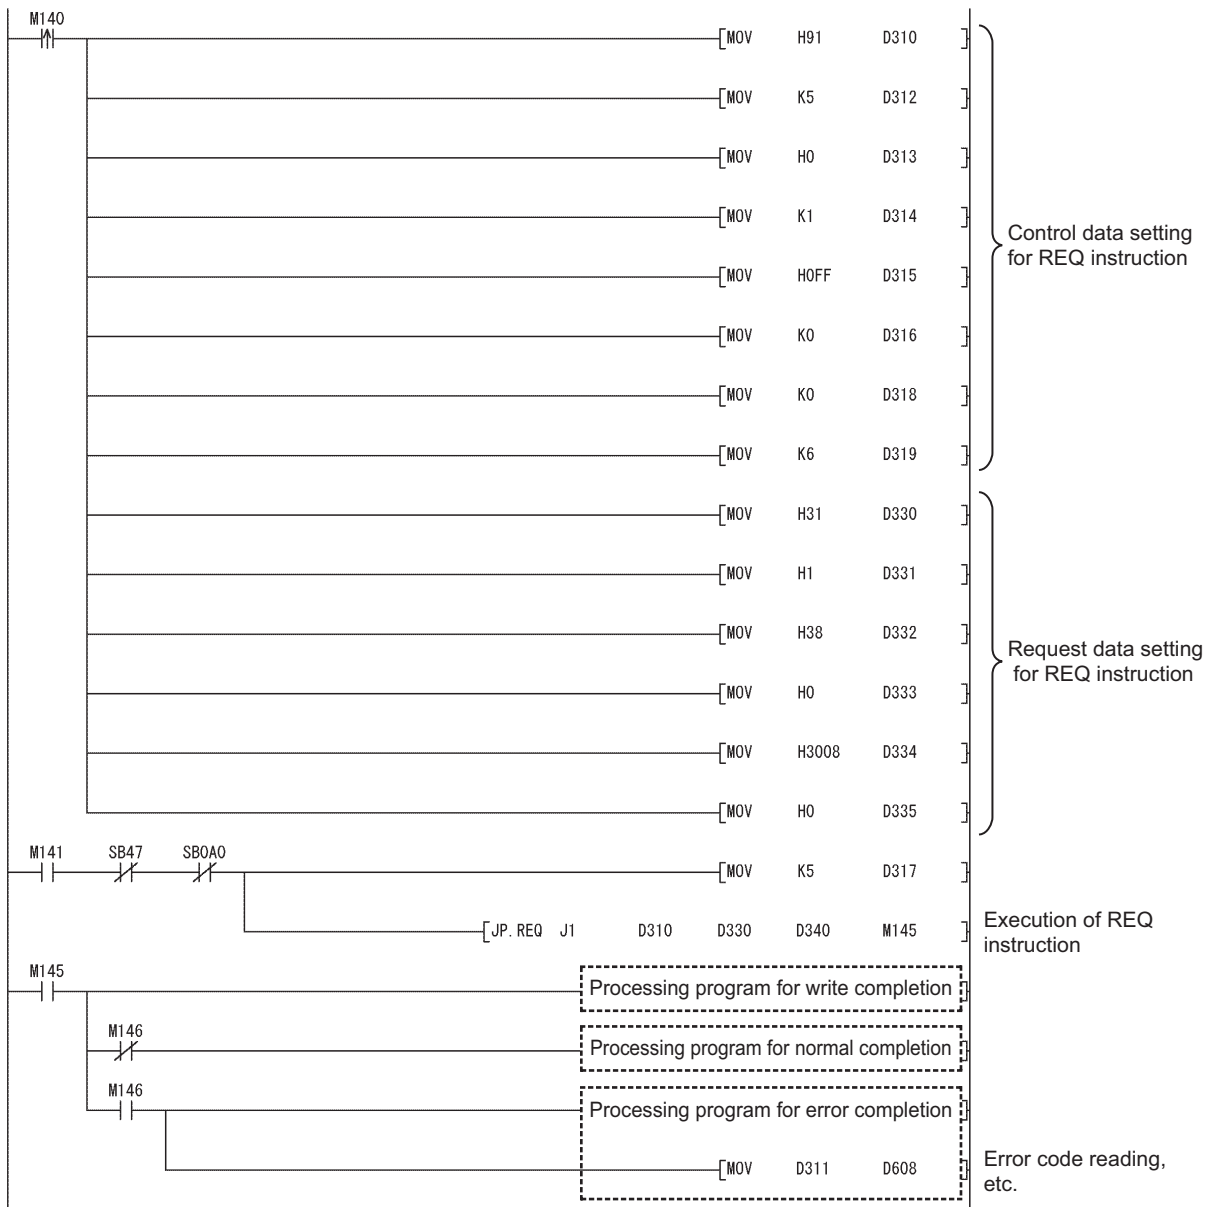 M140
MOV H91 D310
MOV K5 D312
MOV H0 D313
MOV K1 D314
MOV H0FF D315
MOV K0 D316
MOV K0 D318
MOV K6 D319
Control data setting
for REQ instruction
MOV H31 D330
MOV H1 D331
MOV H38 D332
MOV H0 D333
MOV H3008 D334
MOV H0 D335
Request data setting
for REQ instruction
M141 SB47 SB0A0
MOV K5 D317
JP.REQ J1 D310 D330 D340 M145
Execution of REQ
instruction
M145
Processing program for write completion
M146
Processing program for normal completion
M146
Processing program for error completion
MOV D311 D608
Error code reading,
etc.